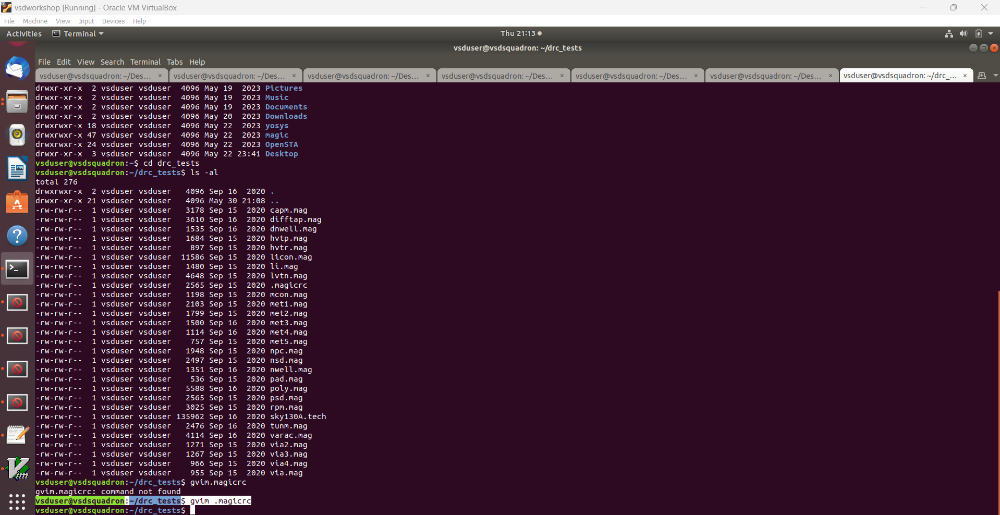 vsdworkshop [Running] - Oracle VM VirtualBox
File Machine View Input Devices Help
Activities Terminal Thu 21:13
vsduser@vsdsquadron: ~/drc_tests
File Edit View Search Terminal Tabs Help
vsduser@vsdsquadron: ~/Des... × vsduser@vsdsquadron: ~/Des... × vsduser@vsdsquadron: ~/Des... × vsduser@vsdsquadron: ~/Des... × vsduser@vsdsquadron: ~/Des... × vsduser@vsdsquadron: ~/Des... × vsduser@vsdsquadron: ~/drc_... ×
drwxr-xr-x  2 vsduser vsduser  4096 May 19  2023 Pictures
drwxr-xr-x  2 vsduser vsduser  4096 May 19  2023 Music
drwxr-xr-x  2 vsduser vsduser  4096 May 19  2023 Documents
drwxr-xr-x  2 vsduser vsduser  4096 May 20  2023 Downloads
drwxrwxr-x 18 vsduser vsduser  4096 May 22  2023 yosys
drwxrwxr-x 47 vsduser vsduser  4096 May 22  2023 magic
drwxrwxr-x 24 vsduser vsduser  4096 May 22  2023 OpenSTA
drwxr-xr-x  3 vsduser vsduser  4096 May 22 23:41 Desktop
vsduser@vsdsquadron:~$ cd drc_tests
vsduser@vsdsquadron:~/drc_tests$ ls -al
total 276
drwxrwxr-x  2 vsduser vsduser   4096 Sep 16  2020 .
drwxr-xr-x 21 vsduser vsduser   4096 May 30 21:08 ..
-rw-rw-r--  1 vsduser vsduser   3178 Sep 15  2020 capm.mag
-rw-rw-r--  1 vsduser vsduser   3610 Sep 16  2020 difftap.mag
-rw-rw-r--  1 vsduser vsduser   1535 Sep 16  2020 dnwell.mag
-rw-rw-r--  1 vsduser vsduser   1684 Sep 15  2020 hvtp.mag
-rw-rw-r--  1 vsduser vsduser    897 Sep 15  2020 hvtr.mag
-rw-rw-r--  1 vsduser vsduser  11586 Sep 15  2020 licon.mag
-rw-rw-r--  1 vsduser vsduser   1480 Sep 15  2020 li.mag
-rw-rw-r--  1 vsduser vsduser   4648 Sep 15  2020 lvtn.mag
-rw-rw-r--  1 vsduser vsduser   2565 Sep 15  2020 .magicrc
-rw-rw-r--  1 vsduser vsduser   1198 Sep 15  2020 mcon.mag
-rw-rw-r--  1 vsduser vsduser   2103 Sep 15  2020 met1.mag
-rw-rw-r--  1 vsduser vsduser   1799 Sep 16  2020 met2.mag
-rw-rw-r--  1 vsduser vsduser   1500 Sep 16  2020 met3.mag
-rw-rw-r--  1 vsduser vsduser   1114 Sep 16  2020 met4.mag
-rw-rw-r--  1 vsduser vsduser    757 Sep 15  2020 met5.mag
-rw-rw-r--  1 vsduser vsduser   1948 Sep 15  2020 npc.mag
-rw-rw-r--  1 vsduser vsduser   2497 Sep 15  2020 nsd.mag
-rw-rw-r--  1 vsduser vsduser   1351 Sep 16  2020 nwell.mag
-rw-rw-r--  1 vsduser vsduser    536 Sep 15  2020 pad.mag
-rw-rw-r--  1 vsduser vsduser   5588 Sep 16  2020 poly.mag
-rw-rw-r--  1 vsduser vsduser   2565 Sep 15  2020 psd.mag
-rw-rw-r--  1 vsduser vsduser   3025 Sep 15  2020 rpm.mag
-rw-rw-r--  1 vsduser vsduser 135962 Sep 16  2020 sky130A.tech
-rw-rw-r--  1 vsduser vsduser   2476 Sep 16  2020 tunm.mag
-rw-rw-r--  1 vsduser vsduser   4114 Sep 16  2020 varac.mag
-rw-rw-r--  1 vsduser vsduser   1271 Sep 15  2020 via2.mag
-rw-rw-r--  1 vsduser vsduser   1267 Sep 15  2020 via3.mag
-rw-rw-r--  1 vsduser vsduser    966 Sep 15  2020 via4.mag
-rw-rw-r--  1 vsduser vsduser    955 Sep 15  2020 via.mag
vsduser@vsdsquadron:~/drc_tests$ gvim.magicrc
gvim.magicrc: command not found
vsduser@vsdsquadron:~/drc_tests$ gvim .magicrc
vsduser@vsdsquadron:~/drc_tests$